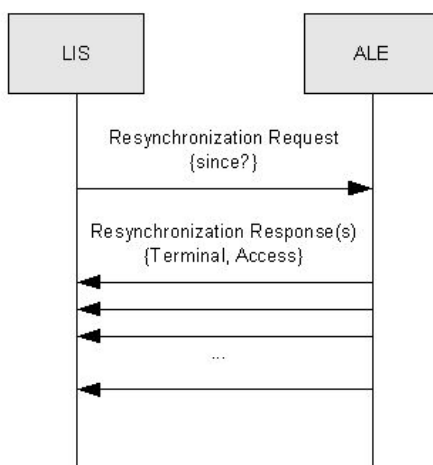 LIS
ALE
Resynchronization Request
{since?}
Resynchronization Response(s)
{Terminal, Access}
...